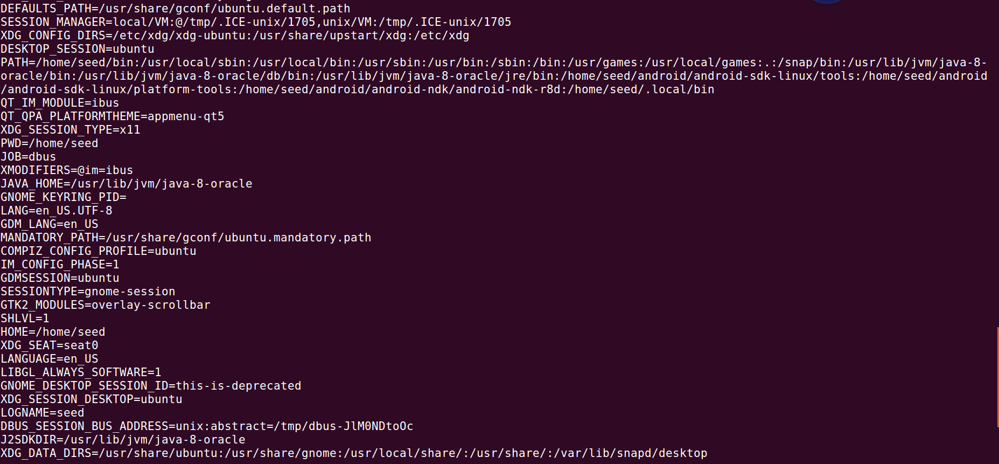 DEFAULTS_PATH=/usr/share/gconf/ubuntu.default.path
SESSION_MANAGER=local/VM:@/tmp/.ICE-unix/1705,unix/VM:/tmp/.ICE-unix/1705
XDG_CONFIG_DIRS=/etc/xdg/xdg-ubuntu:/usr/share/upstart/xdg:/etc/xdg
DESKTOP_SESSION=ubuntu
PATH=/home/seed/bin:/usr/local/sbin:/usr/local/bin:/usr/sbin:/usr/bin:/sbin:/bin:/usr/games:/usr/local/games:.:/snap/bin:/usr/lib/jvm/java-8-
oracle/bin:/usr/lib/jvm/java-8-oracle/db/bin:/usr/lib/jvm/java-8-oracle/jre/bin:/home/seed/android/android-sdk-linux/tools:/home/seed/android
/android-sdk-linux/platform-tools:/home/seed/android/android-ndk/android-ndk-r8d:/home/seed/.local/bin
QT_IM_MODULE=ibus
QT_QPA_PLATFORMTHEME=appmenu-qt5
XDG_SESSION_TYPE=x11
PWD=/home/seed
JOB=dbus
XMODIFIERS=@im=ibus
JAVA_HOME=/usr/lib/jvm/java-8-oracle
GNOME_KEYRING_PID=
LANG=en_US.UTF-8
GDM_LANG=en_US
MANDATORY_PATH=/usr/share/gconf/ubuntu.mandatory.path
COMPIZ_CONFIG_PROFILE=ubuntu
IM_CONFIG_PHASE=1
GDMSESSION=ubuntu
SESSIONTYPE=gnome-session
GTK2_MODULES=overlay-scrollbar
SHLVL=1
HOME=/home/seed
XDG_SEAT=seat0
LANGUAGE=en_US
LIBGL_ALWAYS_SOFTWARE=1
GNOME_DESKTOP_SESSION_ID=this-is-deprecated
XDG_SESSION_DESKTOP=ubuntu
LOGNAME=seed
DBUS_SESSION_BUS_ADDRESS=unix:abstract=/tmp/dbus-JlM0NDtoOc
J2SDKDIR=/usr/lib/jvm/java-8-oracle
XDG_DATA_DIRS=/usr/share/ubuntu:/usr/share/gnome:/usr/local/share/:/usr/share/:/var/lib/snapd/desktop